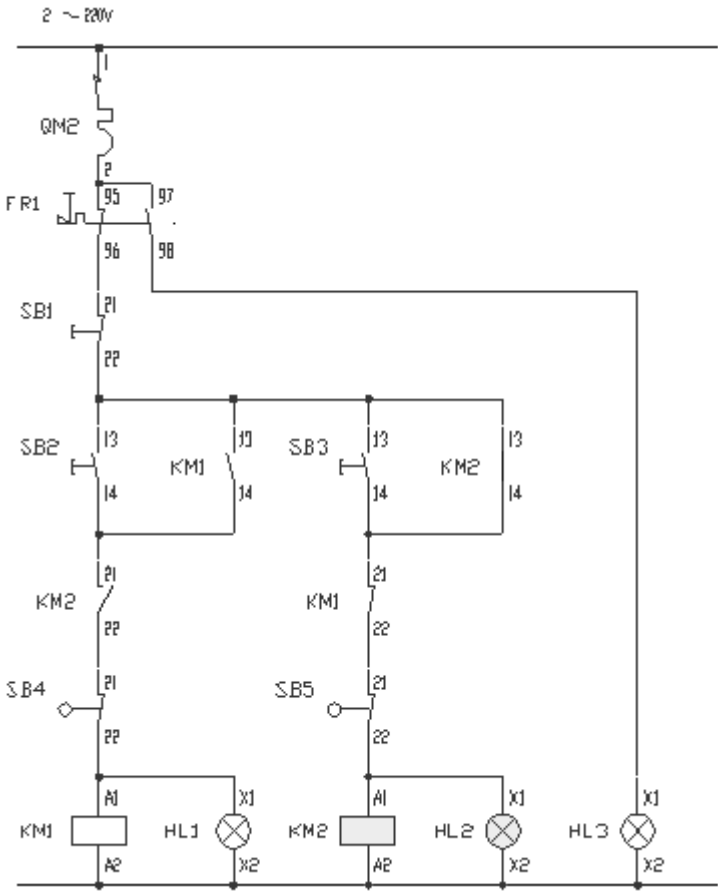 2 ~ 220V
1
QM2
2
95 97
FR1
96 98
21
SB1
22
13 13 13 13
SB2 KM1 SB3 KM2
14 14 14 14
21 21
KM2 KM1
22 22
21 21
SB4 SB5
22 22
A1 X1 A1 X1 X1
KM1 HL1 KM2 HL2 HL3
A2 X2 A2 X2 X2